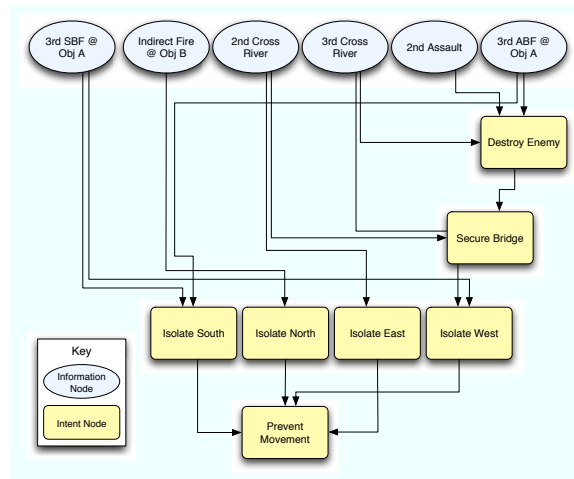 3rd SBF @
Obj A
Indirect Fire
@ Obj B
2nd Cross
River
3rd Cross
River
2nd Assault
3rd ABF @
Obj A
Destroy Enemy
Secure Bridge
Isolate South
Isolate North
Isolate East
Isolate West
Key
Information
Node
Intent Node
Prevent
Movement